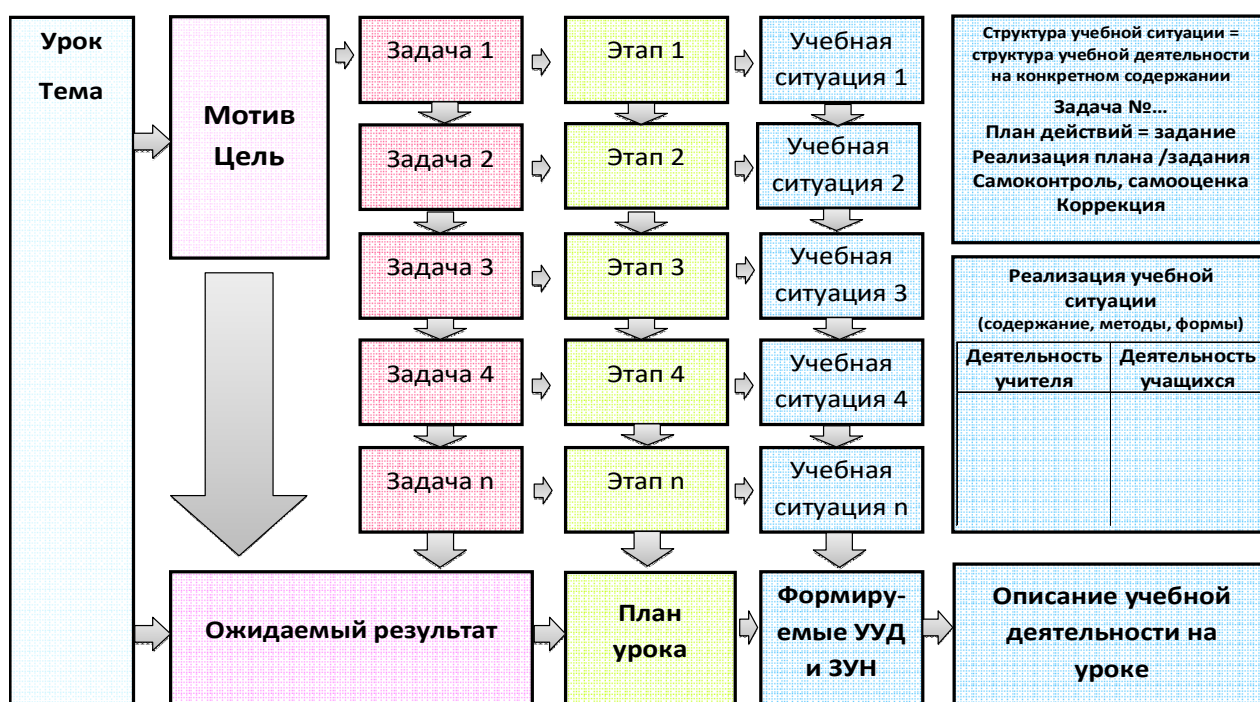 Урок
Тема
Мотив
Цель
Задача 1
Этап 1
Учебная
ситуация 1
Задача 2
Этап 2
Учебная
ситуация 2
Задача 3
Этап 3
Учебная
ситуация 3
Задача 4
Этап 4
Учебная
ситуация 4
Задача n
Этап n
Учебная
ситуация n
Структура учебной ситуации =
структура учебной деятельности
на конкретном содержании
Задача №...
План действий = задание
Реализация плана /задания
Самоконтроль, самооценка
Коррекция
Реализация учебной
ситуации
(содержание, методы, формы)
Деятельность
учителя
Деятельность
учащихся
Ожидаемый результат
План
урока
Формиру-
емые УУД
и ЗУН
Описание учебной
деятельности на
уроке